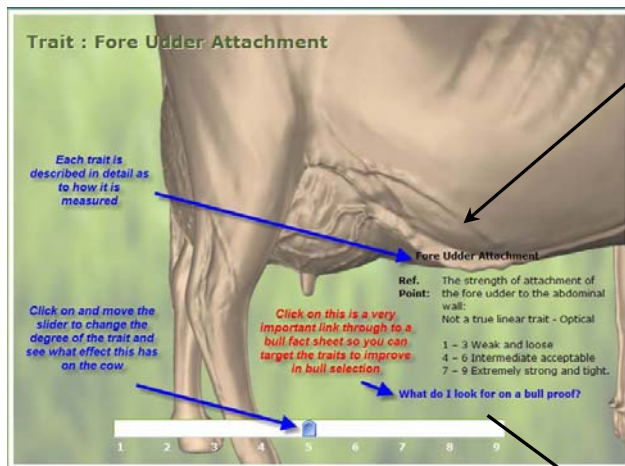 Trait : Fore Udder Attachment
Each trait is
described in detail as
to how it is
measured
Fore Udder Attachment
Ref. The strength of attachment of
Point: the fore udder to the abdominal
wall:
Not a true linear trait - Optical
1 – 3 Weak and loose
4 – 6 Intermediate acceptable
7 – 9 Extremely strong and tight.
Click on and move the
slider to change the
degree of the trait and
see what effect this has
on the cow
Click on this is a very
important link through to a
bull fact sheet so you can
target the traits to improve
in bull selection
What do I look for on a bull proof?
1 2 3 4 5 6 7 8 9